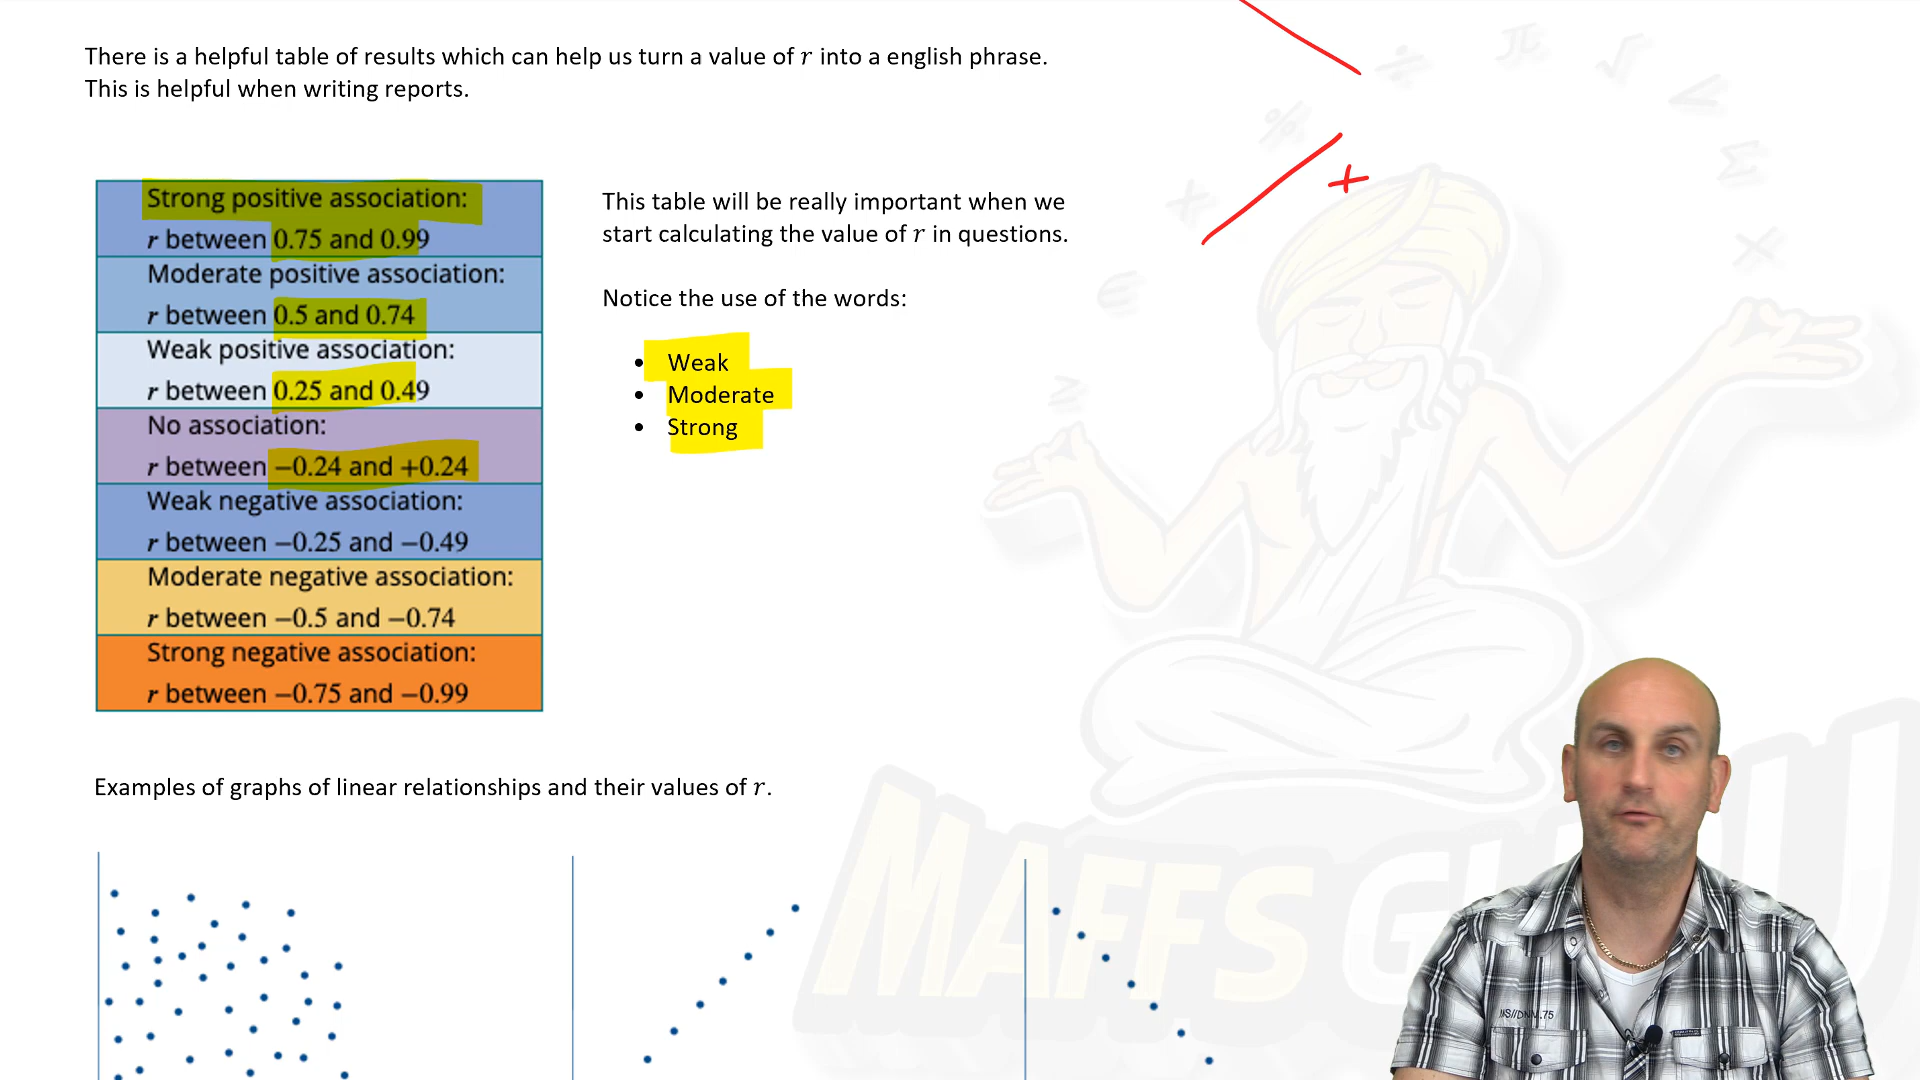 There is a helpful table of results which can help us turn a value of r into a english phrase.
This is helpful when writing reports.
Strong positive association:
r between 0.75 and 0.99
Moderate positive association:
r between 0.5 and 0.74
Weak positive association:
r between 0.25 and 0.49
No association:
r between −0.24 and +0.24
Weak negative association:
r between −0.25 and −0.49
Moderate negative association:
r between −0.5 and −0.74
Strong negative association:
r between −0.75 and −0.99
This table will be really important when we
start calculating the value of r in questions.
Notice the use of the words:
• Weak
• Moderate
• Strong
+
Examples of graphs of linear relationships and their values of r.
MAFFS